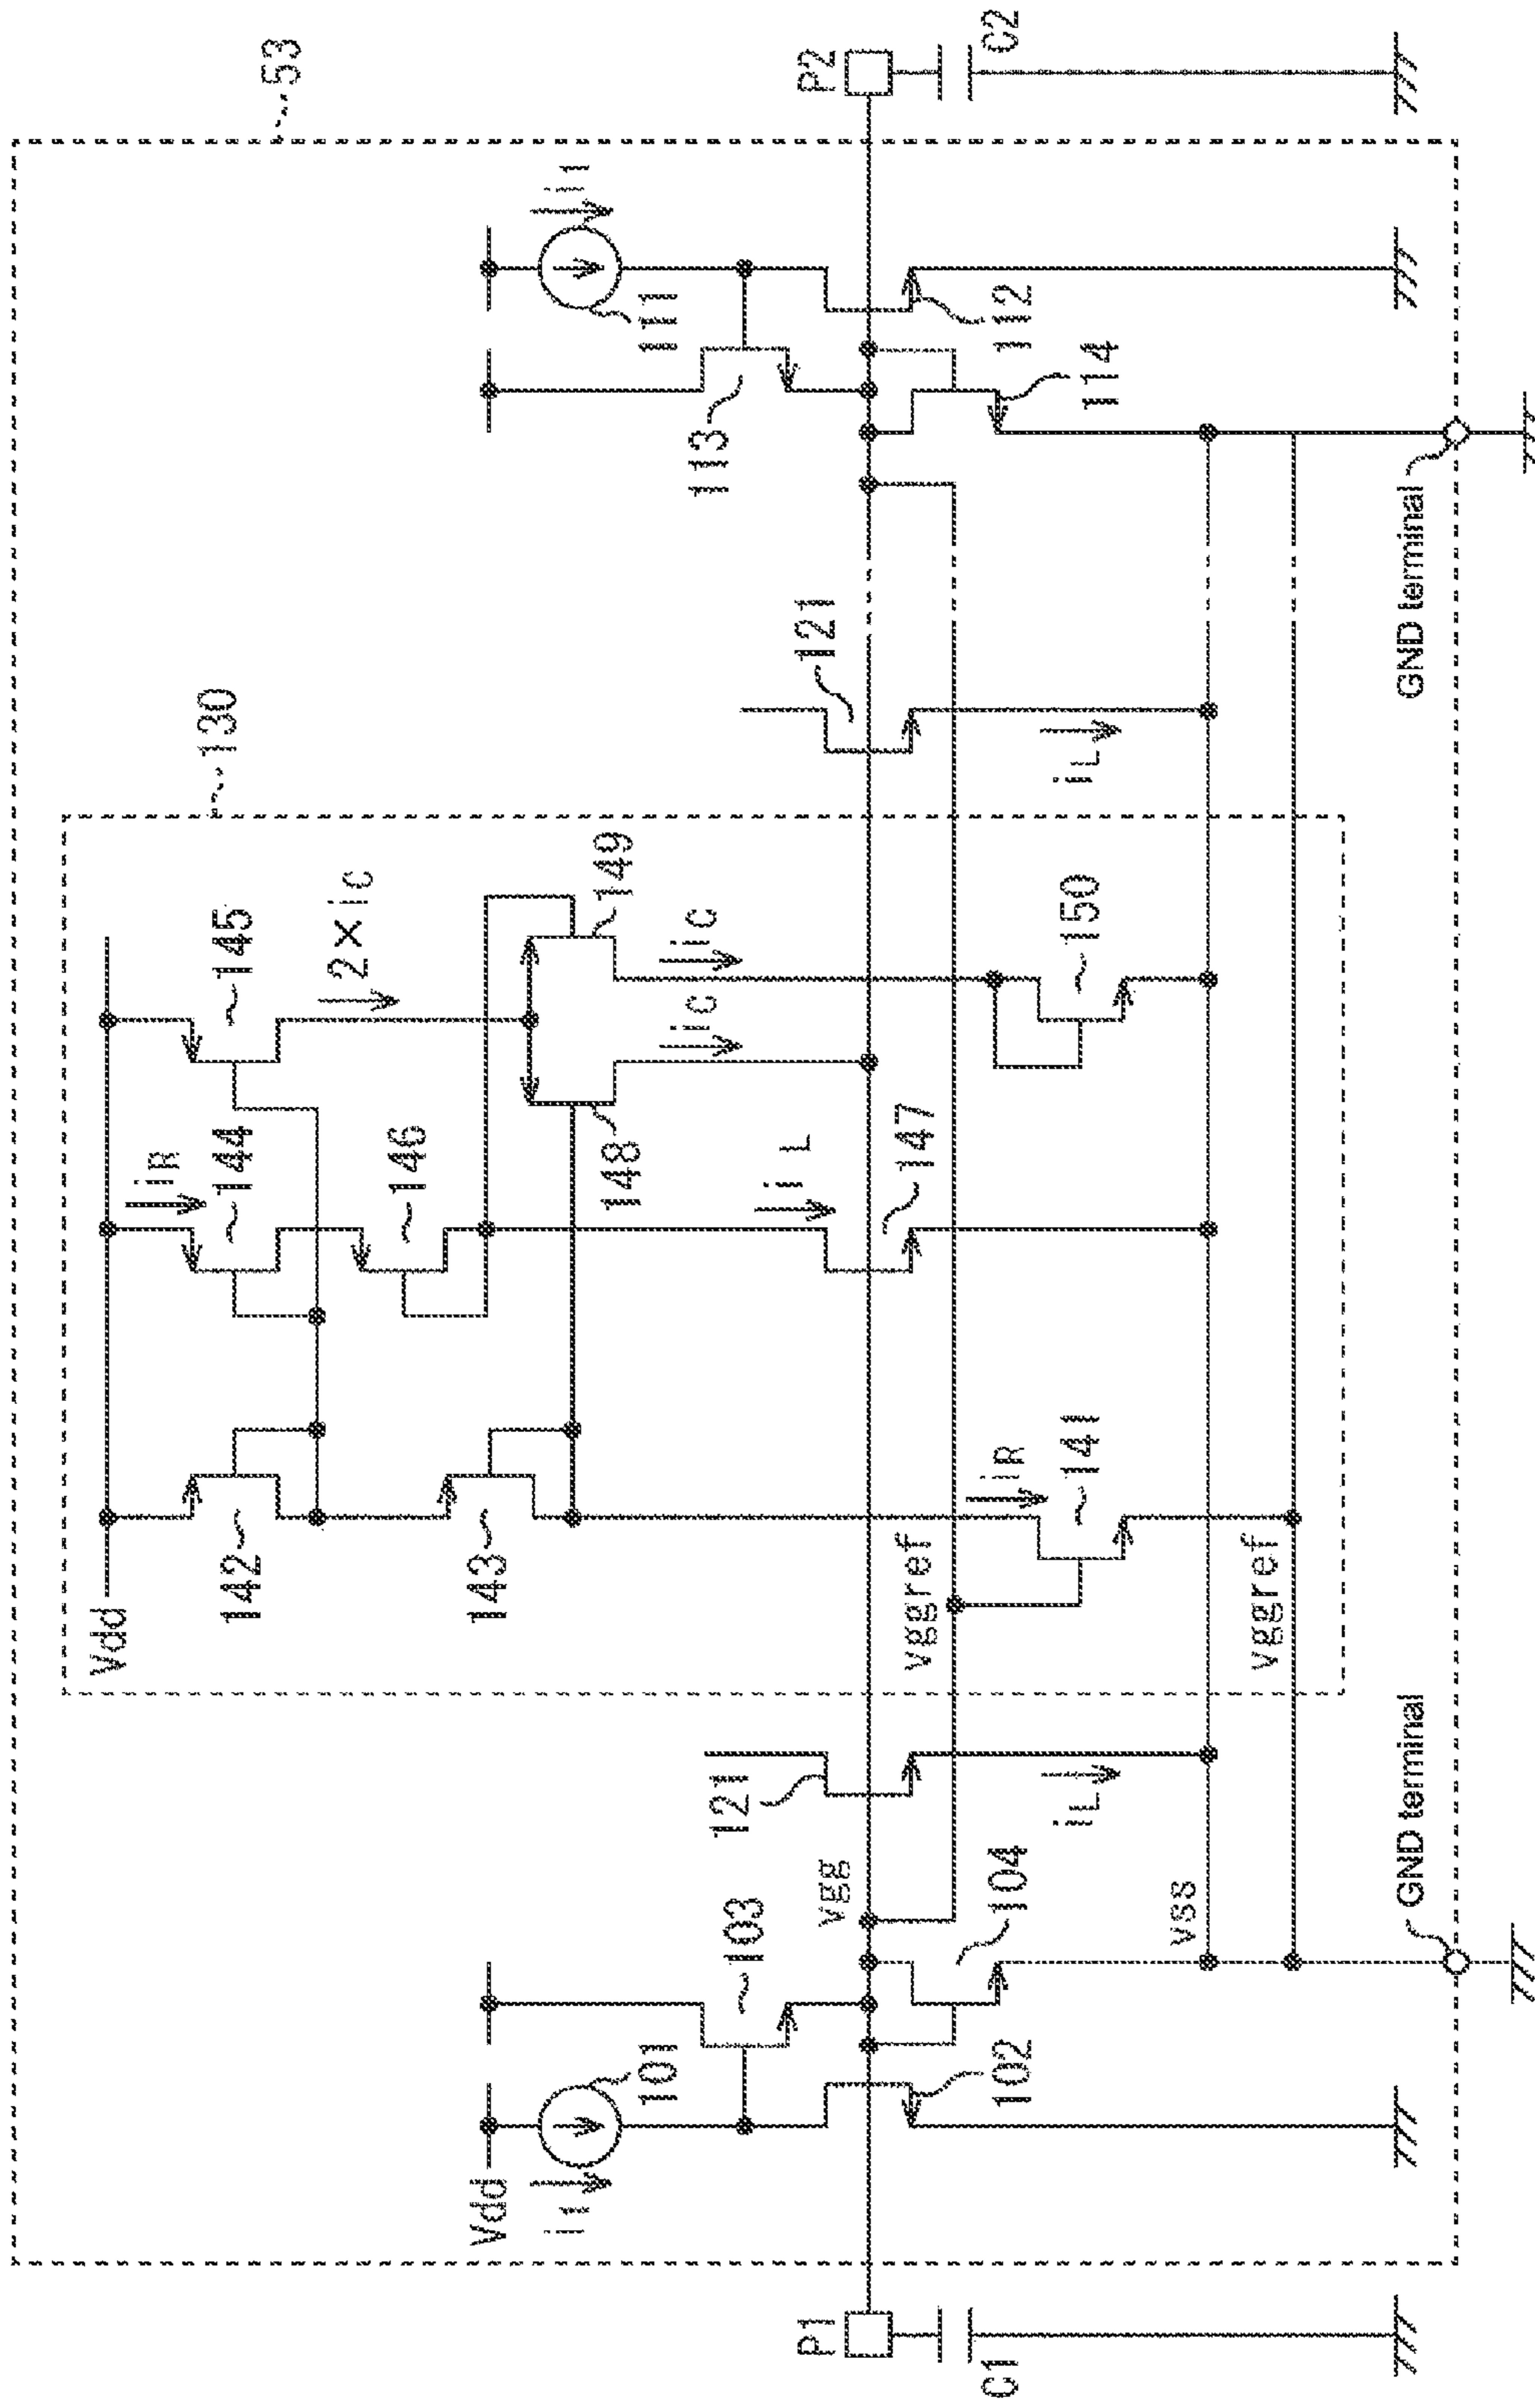 53
130
Vdd
iR
142
144
145
2×ic
143
146
148
149
ic
ic
Vdd
i1
101
103
121
iL
121
113
111
i1
P1
vgg
147
112
P2
C1
102
104
vggref
iR
141
150
114
C2
iL
iL
vss
vggref
GND terminal
GND terminal